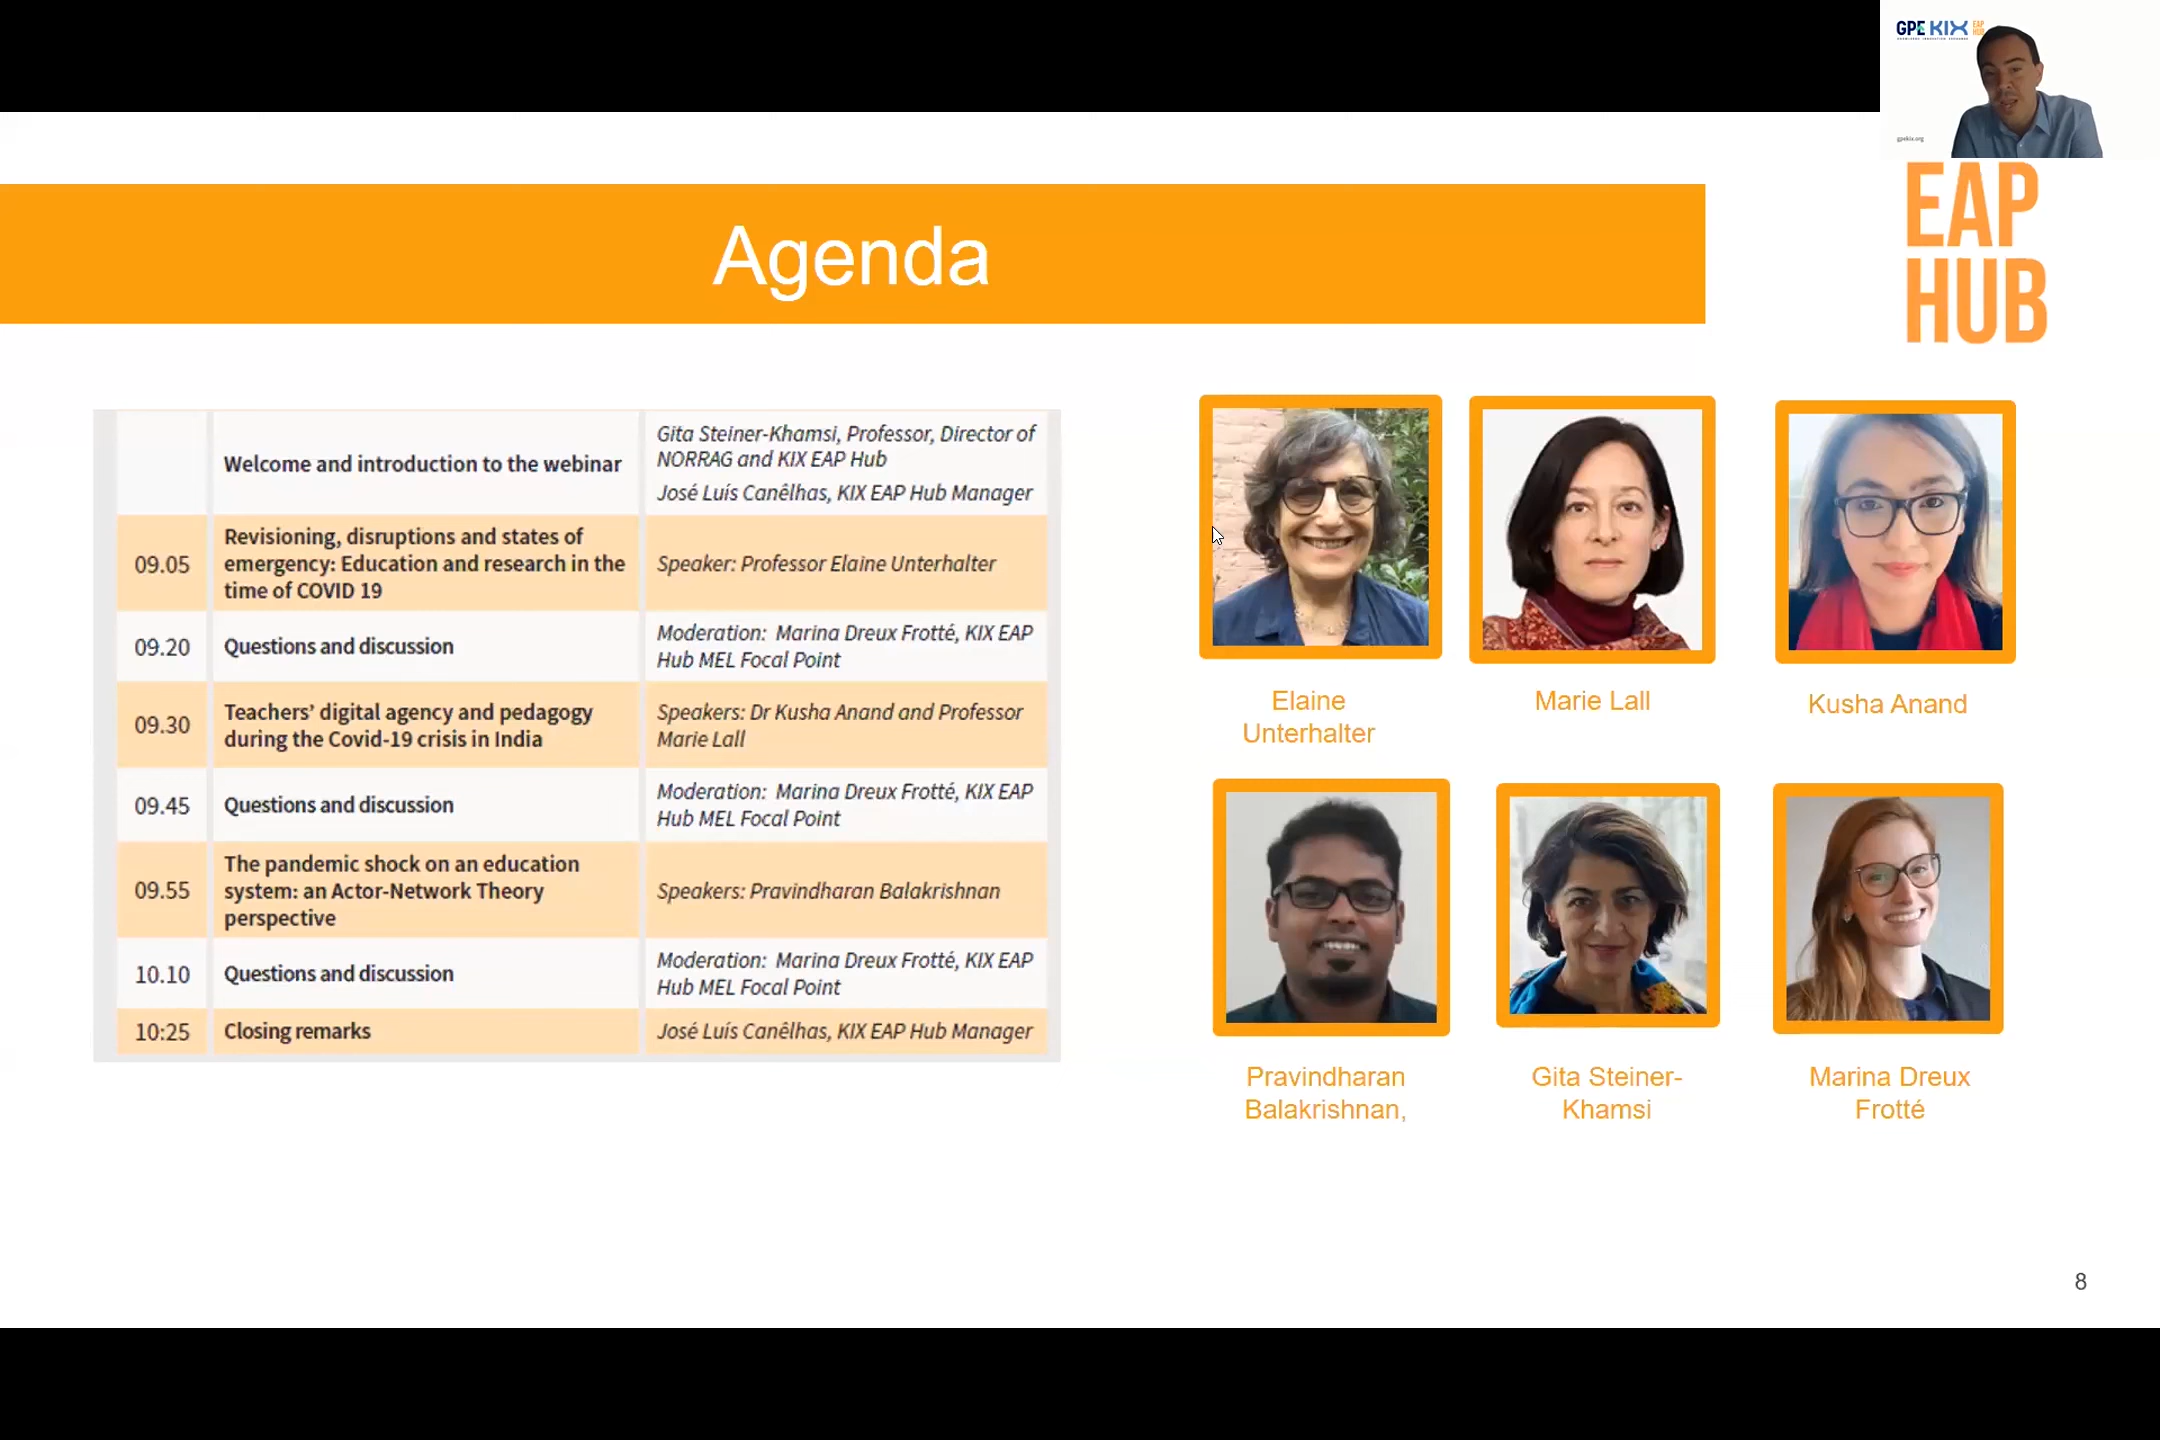 GPE KIX EAP HUB
gpekix.org
EAP
HUB
Agenda
Welcome and introduction to the webinar
Gita Steiner-Khamsi, Professor, Director of
NORRAG and KIX EAP Hub
José Luís Canêlhas, KIX EAP Hub Manager
09.05
Revisioning, disruptions and states of
emergency: Education and research in the
time of COVID 19
Speaker: Professor Elaine Unterhalter
09.20
Questions and discussion
Moderation: Marina Dreux Frotté, KIX EAP
Hub MEL Focal Point
09.30
Teachers’ digital agency and pedagogy
during the Covid-19 crisis in India
Speakers: Dr Kusha Anand and Professor
Marie Lall
09.45
Questions and discussion
Moderation: Marina Dreux Frotté, KIX EAP
Hub MEL Focal Point
09.55
The pandemic shock on an education
system: an Actor-Network Theory
perspective
Speakers: Pravindharan Balakrishnan
10.10
Questions and discussion
Moderation: Marina Dreux Frotté, KIX EAP
Hub MEL Focal Point
10:25
Closing remarks
José Luís Canêlhas, KIX EAP Hub Manager
Elaine
Unterhalter
Marie Lall
Kusha Anand
Pravindharan
Balakrishnan,
Gita Steiner-
Khamsi
Marina Dreux
Frotté
8